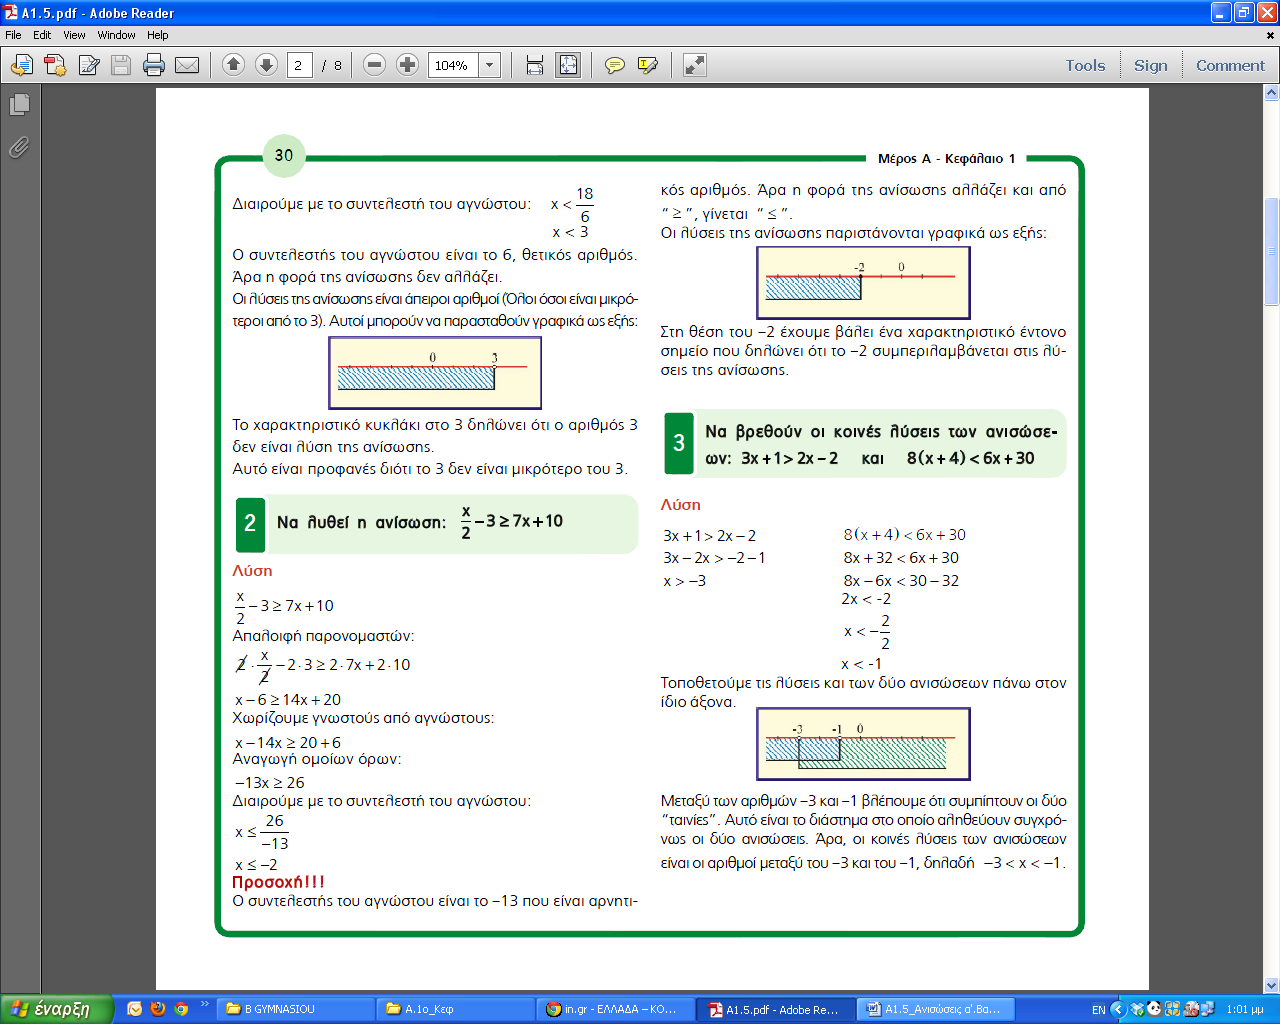 A1.5.pdf - Adobe Reader
File Edit View Window Help
2 / 8 104% Tools Sign Comment
30
Μέρος Α - Κεφάλαιο 1
Διαιρούμε με το συντελεστή του αγνώστου: x < 18/6
x < 3
Ο συντελεστής του αγνώστου είναι το 6, θετικός αριθμός.
Άρα η φορά της ανίσωσης δεν αλλάζει.
Οι λύσεις της ανίσωσης είναι άπειροι αριθμοί (Όλοι όσοι είναι μικρό-
τεροι από το 3). Αυτοί μπορούν να παρασταθούν γραφικά ως εξής:
0 3
Το χαρακτηριστικό κυκλάκι στο 3 δηλώνει ότι ο αριθμός 3
δεν είναι λύση της ανίσωσης.
Αυτό είναι προφανές διότι το 3 δεν είναι μικρότερο του 3.
2 Να λυθεί η ανίσωση: x/2 – 3 ≥ 7x + 10
Λύση
x/2 – 3 ≥ 7x + 10
Απαλοιφή παρονομαστών:
2 · x/2 – 2 · 3 ≥ 2 · 7x + 2 · 10
x – 6 ≥ 14x + 20
Χωρίζουμε γνωστούς από αγνώστους:
x – 14x ≥ 20 + 6
Αναγωγή ομοίων όρων:
–13x ≥ 26
Διαιρούμε με το συντελεστή του αγνώστου:
x ≤ 26/–13
x ≤ –2
Προσοχή!!!
Ο συντελεστής του αγνώστου είναι το –13 που είναι αρνητι-
κός αριθμός. Άρα η φορά της ανίσωσης αλλάζει και από
“ ≥ ”, γίνεται “ ≤ ”.
Οι λύσεις της ανίσωσης παριστάνονται γραφικά ως εξής:
-2 0
Στη θέση του –2 έχουμε βάλει ένα χαρακτηριστικό έντονο
σημείο που δηλώνει ότι το –2 συμπεριλαμβάνεται στις λύ-
σεις της ανίσωσης.
3 Να βρεθούν οι κοινές λύσεις των ανισώσε-
ων: 3x + 1 > 2x – 2 και 8(x + 4) < 6x + 30
Λύση
3x + 1 > 2x – 2 8(x + 4) < 6x + 30
3x – 2x > –2 – 1 8x + 32 < 6x + 30
x > –3 8x – 6x < 30 – 32
2x < -2
x < – 2/2
x < -1
Τοποθετούμε τις λύσεις και των δύο ανισώσεων πάνω στον
ίδιο άξονα.
-3 -1 0
Μεταξύ των αριθμών –3 και –1 βλέπουμε ότι συμπίπτουν οι δύο
“ταινίες”. Αυτό είναι το διάστημα στο οποίο αληθεύουν συγχρό-
νως οι δύο ανισώσεις. Άρα, οι κοινές λύσεις των ανισώσεων
είναι οι αριθμοί μεταξύ του –3 και του –1, δηλαδή –3 < x < –1.
έναρξη B GYMNASIOU Α.1ο_Κεφ in.gr - ΕΛΛΑΔΑ – ΚΟ... A1.5.pdf - Adobe Re... A1.5_Ανισώσεις α'.Βα... EN 1:01 μμ